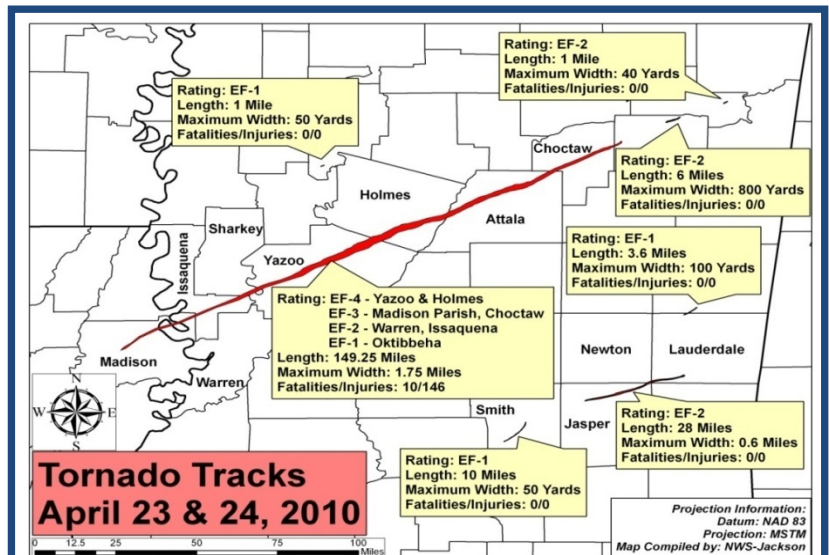 Rating: EF-2
Length: 1 Mile
Maximum Width: 40 Yards
Fatalities/Injuries: 0/0
Rating: EF-1
Length: 1 Mile
Maximum Width: 50 Yards
Fatalities/Injuries: 0/0
Choctaw
Rating: EF-2
Length: 6 Miles
Maximum Width: 800 Yards
Fatalities/Injuries: 0/0
Holmes
Attala
Sharkey
Issaquena
Yazoo
Rating: EF-1
Length: 3.6 Miles
Maximum Width: 100 Yards
Fatalities/Injuries: 0/0
Rating: EF-4 - Yazoo & Holmes
EF-3 - Madison Parish, Choctaw
EF-2 - Warren, Issaquena
EF-1 - Oktibbeha
Length: 149.25 Miles
Maximum Width: 1.75 Miles
Fatalities/Injuries: 10/146
Madison
Warren
Newton
Lauderdale
Smith
Jasper
Rating: EF-2
Length: 28 Miles
Maximum Width: 0.6 Miles
Fatalities/Injuries: 0/0
Rating: EF-1
Length: 10 Miles
Maximum Width: 50 Yards
Fatalities/Injuries: 0/0
N
W
E
S
Tornado Tracks
April 23 & 24, 2010
0 12.5 25 50 75 100
Miles
Projection Information:
Datum: NAD 83
Projection: MSTM
Map Compiled by: NWS-Jackson